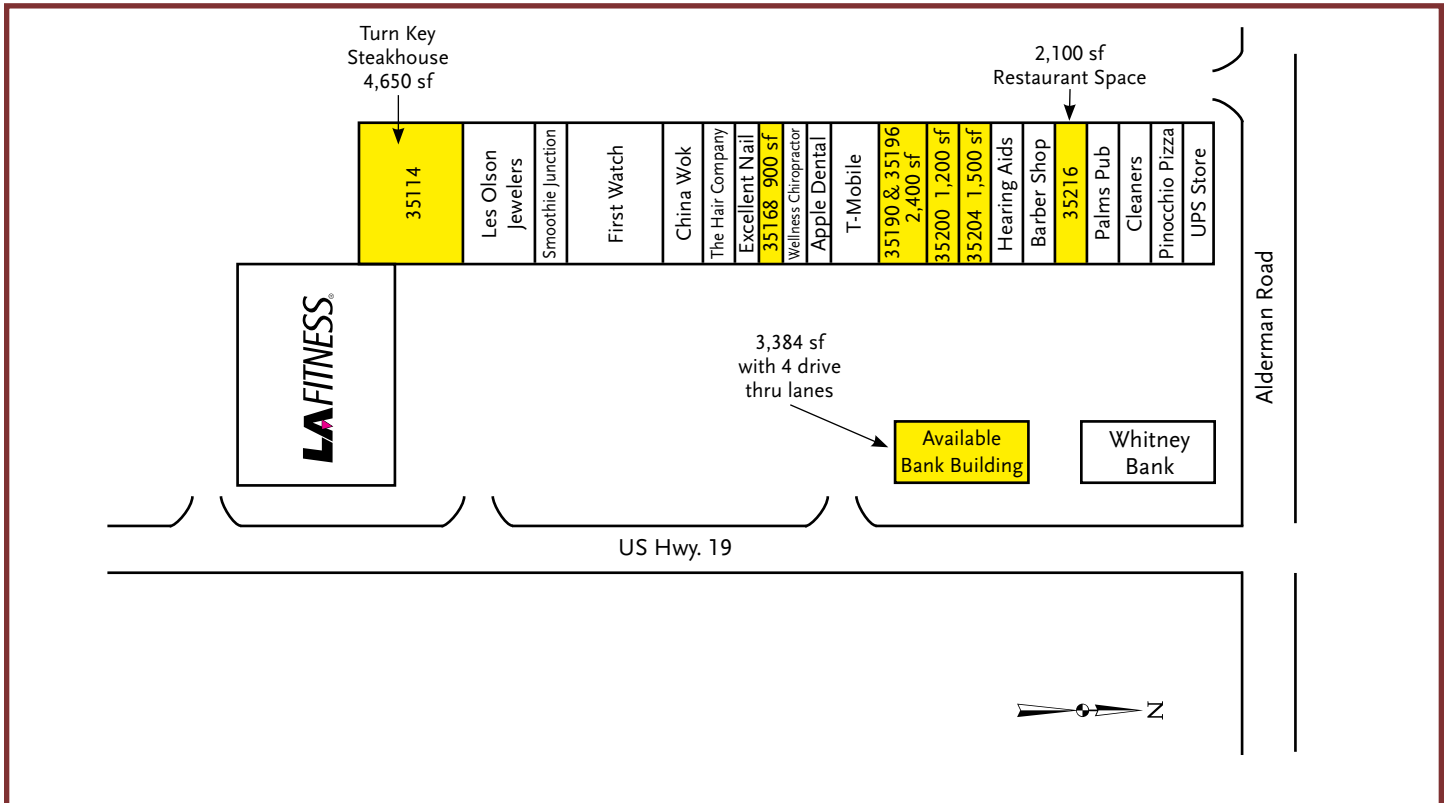 Turn Key
Steakhouse
4,650 sf
2,100 sf
Restaurant Space
35114
Les Olson
Jewelers
Smoothie Junction
First Watch
China Wok
The Hair Company
Excellent Nail
35168 900 sf
Wellness Chiropractor
Apple Dental
T-Mobile
35190 & 35196
2,400 sf
35200 1,200 sf
35204 1,500 sf
Hearing Aids
Barber Shop
35216
Palms Pub
Cleaners
Pinocchio Pizza
UPS Store
LA FITNESS®
3,384 sf
with 4 drive
thru lanes
Available
Bank Building
Whitney
Bank
Alderman Road
US Hwy. 19
N